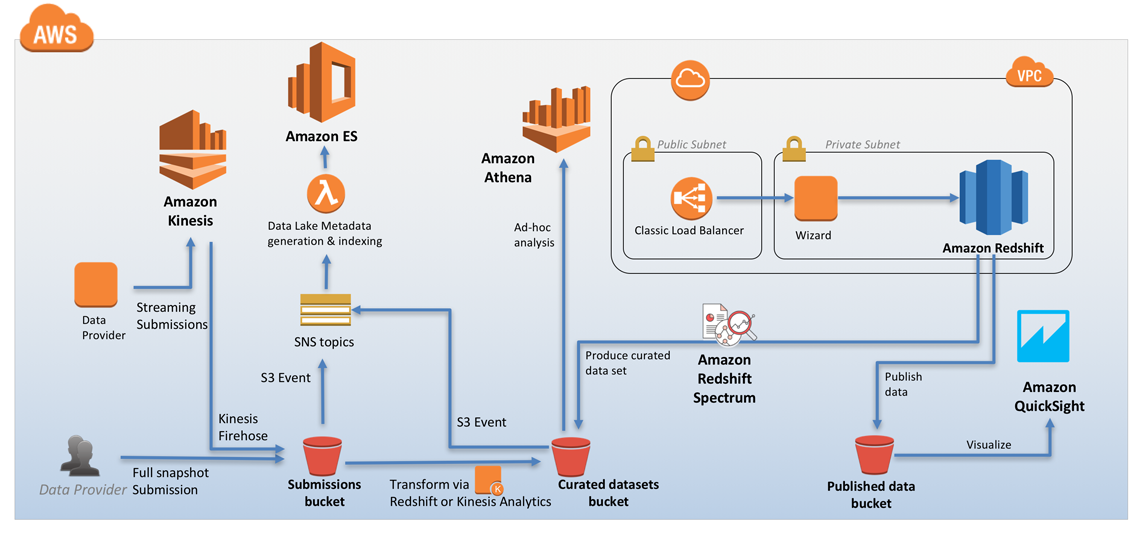 AWS
Amazon ES
Amazon
Kinesis
Data Lake Metadata
generation & indexing
Data
Provider
Streaming
Submissions
SNS topics
S3 Event
Kinesis
Firehose
Data Provider
Full snapshot
Submission
Submissions
bucket
Transform via
Redshift or Kinesis Analytics
K
S3 Event
Curated datasets
bucket
Amazon
Athena
Ad-hoc
analysis
VPC
Public Subnet
Classic Load Balancer
Private Subnet
Wizard
Amazon Redshift
Produce curated
data set
Amazon
Redshift
Spectrum
Publish
data
Published data
bucket
Visualize
Amazon
QuickSight